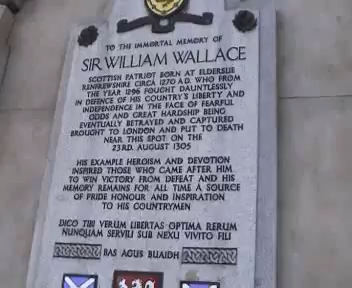 TO THE IMMORTAL MEMORY OF
SIR WILLIAM WALLACE
SCOTTISH PATRIOT BORN AT ELDERSLIE
RENFREWSHIRE CIRCA 1270 A.D. WHO FROM
THE YEAR 1296 FOUGHT DAUNTLESSLY
IN DEFENCE OF HIS COUNTRY'S LIBERTY AND
INDEPENDENCE IN THE FACE OF FEARFUL
ODDS AND GREAT HARDSHIP BEING
EVENTUALLY BETRAYED AND CAPTURED
BROUGHT TO LONDON AND PUT TO DEATH
NEAR THIS SPOT ON THE
23RD. AUGUST 1305
HIS EXAMPLE HEROISM AND DEVOTION
INSPIRED THOSE WHO CAME AFTER HIM
TO WIN VICTORY FROM DEFEAT AND HIS
MEMORY REMAINS FOR ALL TIME A SOURCE
OF PRIDE HONOUR AND INSPIRATION
TO HIS COUNTRYMEN
DICO TIBI VERUM LIBERTAS OPTIMA RERUM
NUNQUAM SERVILI SUB NEXU VIVITO FILI
BAS AGUS BUAIDH